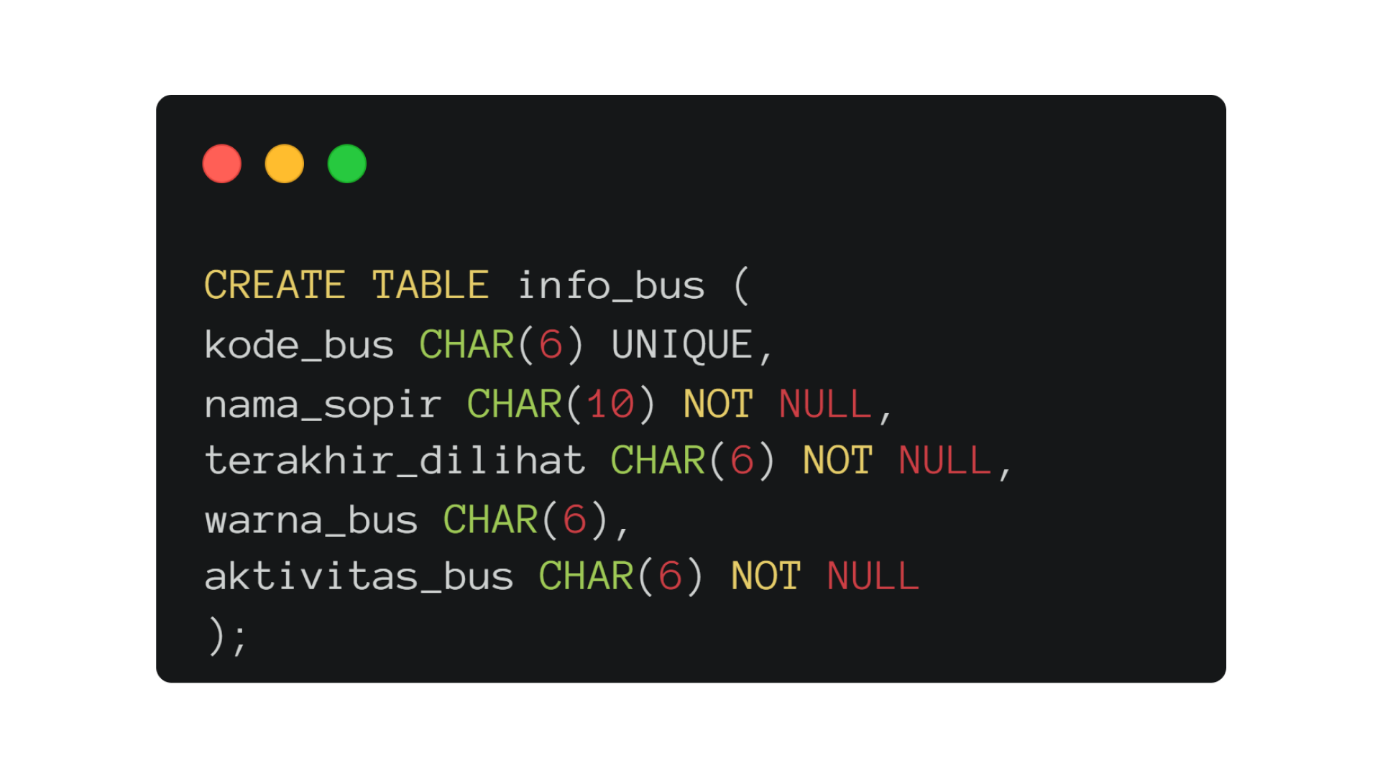 CREATE TABLE info_bus (
kode_bus CHAR(6) UNIQUE,
nama_sopir CHAR(10) NOT NULL,
terakhir_dilihat CHAR(6) NOT NULL,
warna_bus CHAR(6),
aktivitas_bus CHAR(6) NOT NULL
);